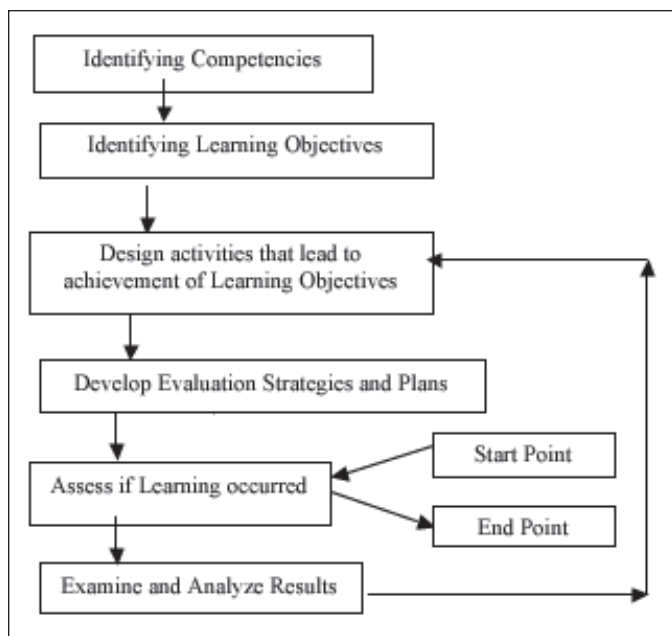 Identifying Competencies
Identifying Learning Objectives
Design activities that lead to
achievement of Learning Objectives
Develop Evaluation Strategies and Plans
Start Point
Assess if Learning occurred
End Point
Examine and Analyze Results